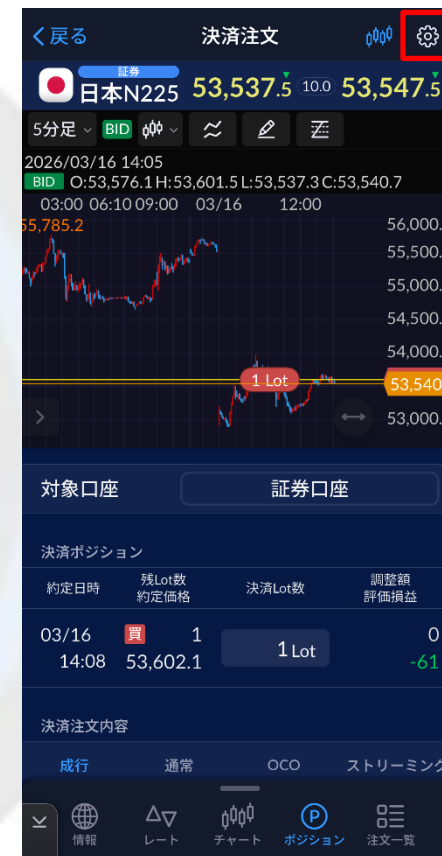 戻る 決済注文
証券
日本N225 53,537.5 10.0 53,547.5
5分足 BID
2026/03/16 14:05
BID O:53,576.1 H:53,601.5 L:53,537.3 C:53,540.7
03:00 06:10 09:00 03/16 12:00
55,785.2
56,000.
55,500.
55,000.
54,500.
54,000.
1 Lot
53,540
53,000.
対象口座 証券口座
決済ポジション
約定日時 残Lot数 約定価格 決済Lot数 調整額 評価損益
03/16 買 1 1 Lot 0
14:08 53,602.1 -61
決済注文内容
成行 通常 OCO ストリーミング
P
情報 レート チャート ポジション 注文一覧